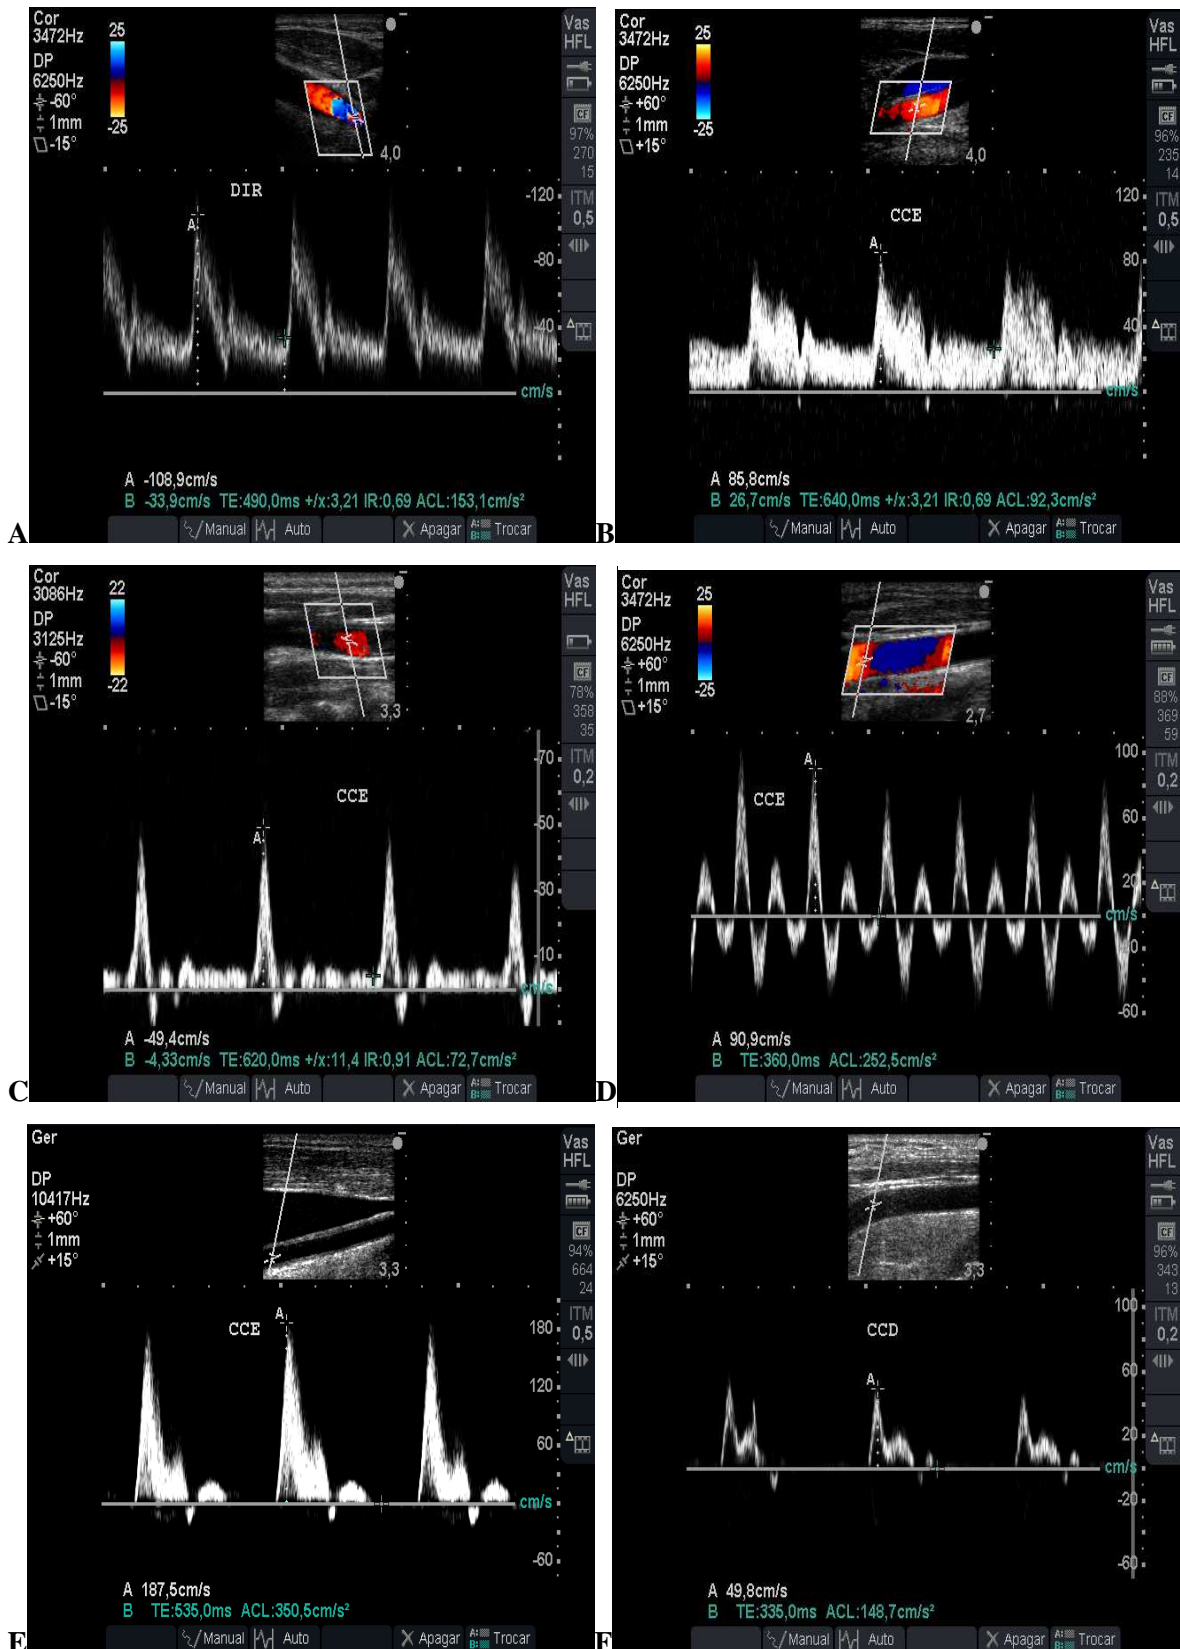 Cor
3472Hz
DP
6250Hz
-60°
1mm
-15°
25
-25
4,0
Vas
HFL
CF
97%
270
15
ITM
0,5
DIR
A
-120
-80
-40
cm/s
A -108,9cm/s
B -33,9cm/s TE:490,0ms +/x:3,21 IR:0,69 ACL:153,1cm/s²
Manual Auto Apagar A: B: Trocar
A
Cor
3472Hz
DP
6250Hz
+60°
1mm
+15°
25
-25
4,0
Vas
HFL
CF
96%
235
14
ITM
0,5
CCE
A
120
80
40
cm/s
A 85,8cm/s
B 26,7cm/s TE:640,0ms +/x:3,21 IR:0,69 ACL:92,3cm/s²
Manual Auto Apagar A: B: Trocar
B
Cor
3086Hz
DP
3125Hz
-60°
1mm
-15°
22
-22
3,3
Vas
HFL
CF
78%
358
35
ITM
0,2
CCE
A
-70
-50
-30
-10
cm/s
A -49,4cm/s
B -4,33cm/s TE:620,0ms +/x:11,4 IR:0,91 ACL:72,7cm/s²
Manual Auto Apagar A: B: Trocar
C
Cor
3472Hz
DP
6250Hz
+60°
1mm
+15°
25
-25
2,7
Vas
HFL
CF
88%
369
59
ITM
0,2
CCE
A
100
60
20
cm/s
-20
-60
A 90,9cm/s
B TE:360,0ms ACL:252,5cm/s²
Manual Auto Apagar A: B: Trocar
D
Ger
DP
10417Hz
+60°
1mm
+15°
3,3
Vas
HFL
CF
94%
664
24
ITM
0,5
CCE
A
180
120
60
cm/s
-60
A 187,5cm/s
B TE:535,0ms ACL:350,5cm/s²
Manual Auto Apagar A: B: Trocar
E
Ger
DP
6250Hz
+60°
1mm
+15°
3,3
Vas
HFL
CF
96%
343
13
ITM
0,2
CCD
A
100
60
20
cm/s
-20
-60
A 49,8cm/s
B TE:335,0ms ACL:148,7cm/s²
Manual Auto Apagar A: B: Trocar
F